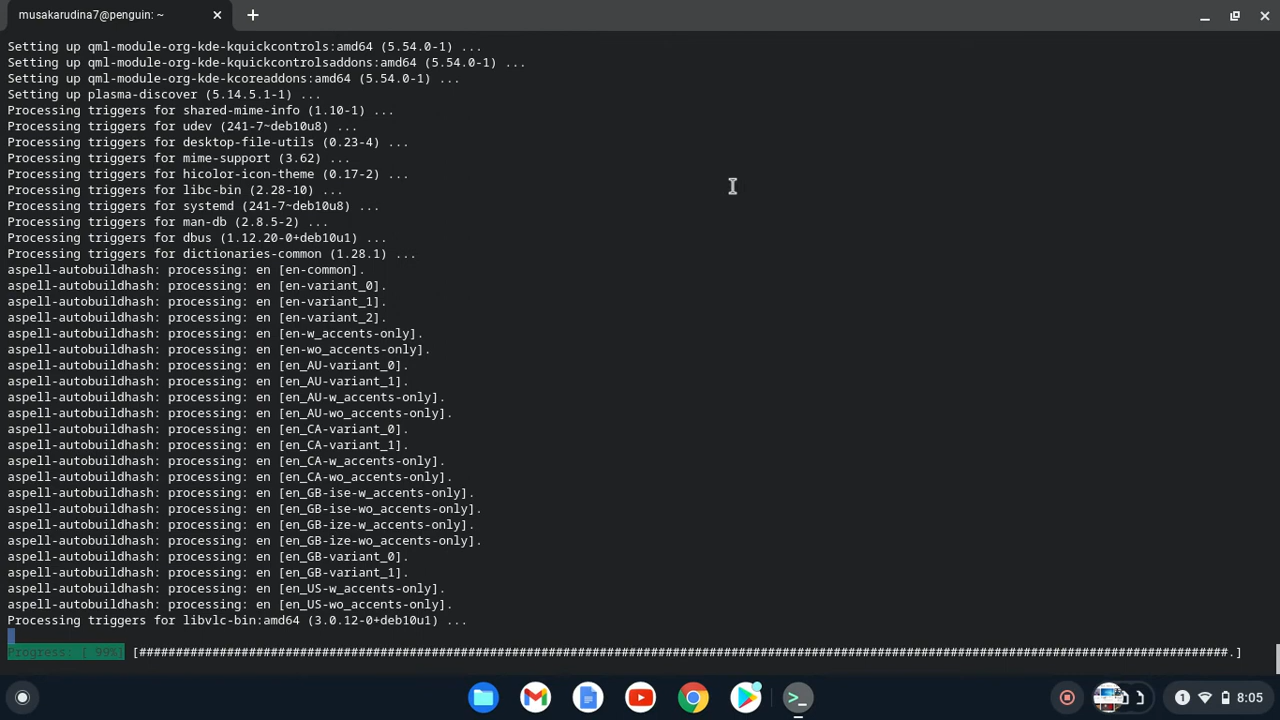 musakarudina7@penguin: ~
Setting up qml-module-org-kde-kquickcontrols:amd64 (5.54.0-1) ...
Setting up qml-module-org-kde-kquickcontrolsaddons:amd64 (5.54.0-1) ...
Setting up qml-module-org-kde-kcoreaddons:amd64 (5.54.0-1) ...
Setting up plasma-discover (5.14.5.1-1) ...
Processing triggers for shared-mime-info (1.10-1) ...
Processing triggers for udev (241-7~deb10u8) ...
Processing triggers for desktop-file-utils (0.23-4) ...
Processing triggers for mime-support (3.62) ...
Processing triggers for hicolor-icon-theme (0.17-2) ...
Processing triggers for libc-bin (2.28-10) ...
Processing triggers for systemd (241-7~deb10u8) ...
Processing triggers for man-db (2.8.5-2) ...
Processing triggers for dbus (1.12.20-0+deb10u1) ...
Processing triggers for dictionaries-common (1.28.1) ...
aspell-autobuildhash: processing: en [en-common].
aspell-autobuildhash: processing: en [en-variant_0].
aspell-autobuildhash: processing: en [en-variant_1].
aspell-autobuildhash: processing: en [en-variant_2].
aspell-autobuildhash: processing: en [en-w_accents-only].
aspell-autobuildhash: processing: en [en-wo_accents-only].
aspell-autobuildhash: processing: en [en_AU-variant_0].
aspell-autobuildhash: processing: en [en_AU-variant_1].
aspell-autobuildhash: processing: en [en_AU-w_accents-only].
aspell-autobuildhash: processing: en [en_AU-wo_accents-only].
aspell-autobuildhash: processing: en [en_CA-variant_0].
aspell-autobuildhash: processing: en [en_CA-variant_1].
aspell-autobuildhash: processing: en [en_CA-w_accents-only].
aspell-autobuildhash: processing: en [en_CA-wo_accents-only].
aspell-autobuildhash: processing: en [en_GB-ise-w_accents-only].
aspell-autobuildhash: processing: en [en_GB-ise-wo_accents-only].
aspell-autobuildhash: processing: en [en_GB-ize-w_accents-only].
aspell-autobuildhash: processing: en [en_GB-ize-wo_accents-only].
aspell-autobuildhash: processing: en [en_GB-variant_0].
aspell-autobuildhash: processing: en [en_GB-variant_1].
aspell-autobuildhash: processing: en [en_US-w_accents-only].
aspell-autobuildhash: processing: en [en_US-wo_accents-only].
Processing triggers for libvlc-bin:amd64 (3.0.12-0+deb10u1) ...
Progress: [ 99%] [#####################################################################################################################################################.]
1 8:05